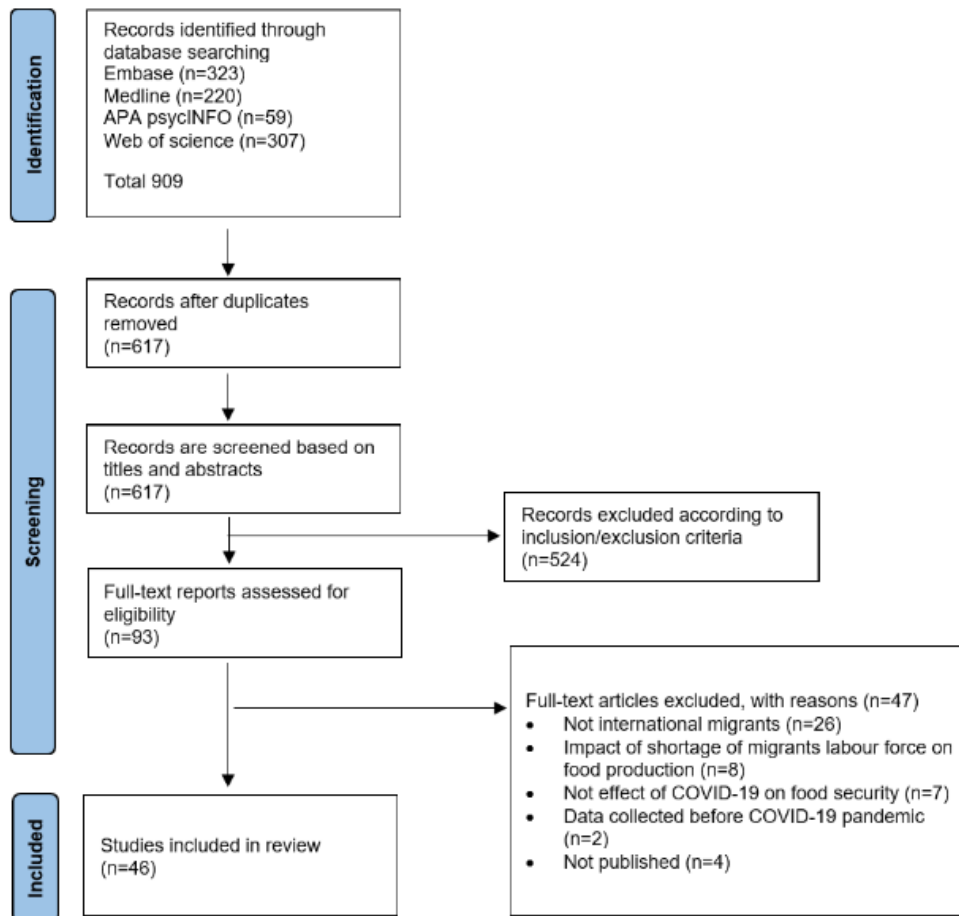 Identification
Records identified through
database searching
Embase (n=323)
Medline (n=220)
APA psycINFO (n=59)
Web of science (n=307)
Total 909
Screening
Records after duplicates
removed
(n=617)
Records are screened based on
titles and abstracts
(n=617)
Records excluded according to
inclusion/exclusion criteria
(n=524)
Full-text reports assessed for
eligibility
(n=93)
Full-text articles excluded, with reasons (n=47)
• Not international migrants (n=26)
• Impact of shortage of migrants labour force on
food production (n=8)
• Not effect of COVID-19 on food security (n=7)
• Data collected before COVID-19 pandemic
(n=2)
• Not published (n=4)
Included
Studies included in review
(n=46)